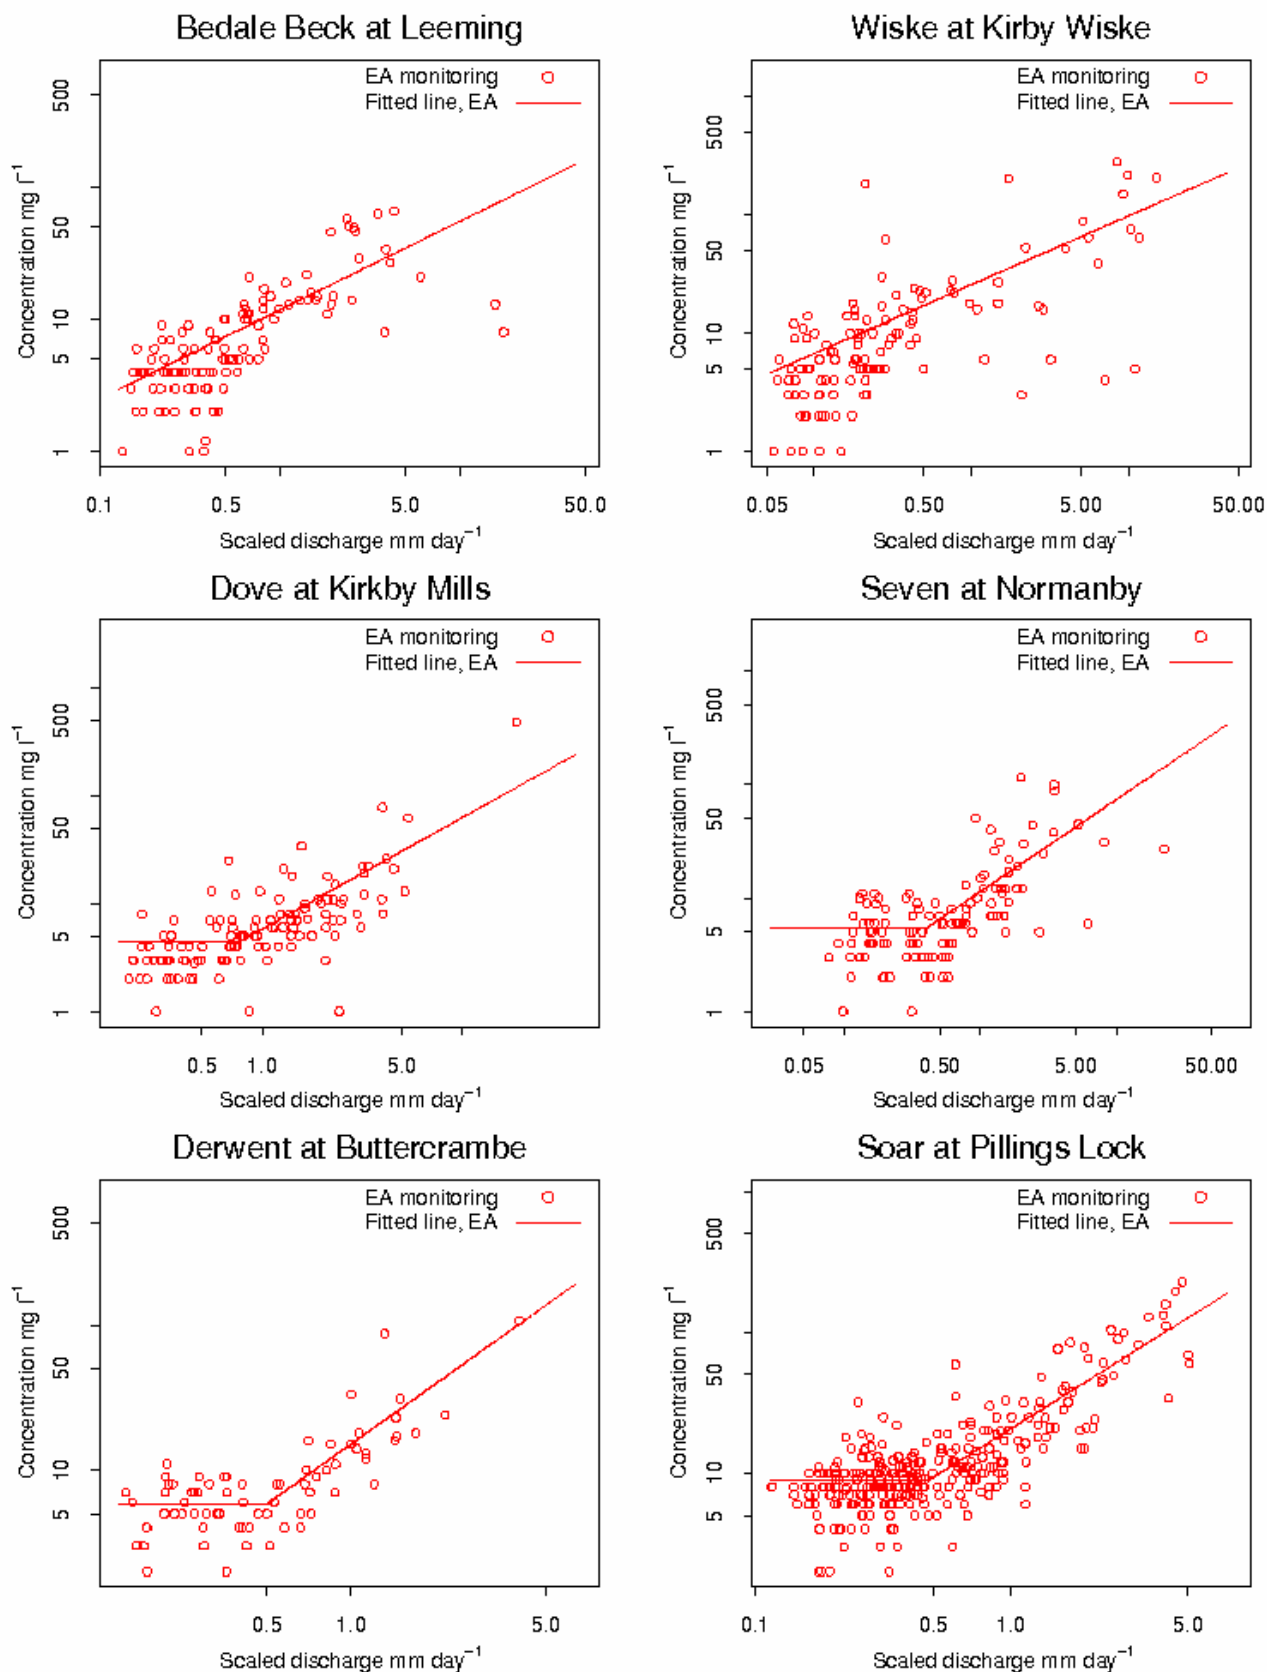 Bedale Beck at Leeming
EA monitoring
Fitted line, EA
Concentration mg l⁻¹
500
50
10
5
1
0.1 0.5 5.0 50.0
Scaled discharge mm day⁻¹
Wiske at Kirby Wiske
EA monitoring
Fitted line, EA
Concentration mg l⁻¹
500
50
10
5
1
0.05 0.50 5.00 50.00
Scaled discharge mm day⁻¹
Dove at Kirkby Mills
EA monitoring
Fitted line, EA
Concentration mg l⁻¹
500
50
5
1
0.5 1.0 5.0
Scaled discharge mm day⁻¹
Seven at Normanby
EA monitoring
Fitted line, EA
Concentration mg l⁻¹
500
50
5
1
0.05 0.50 5.00 50.00
Scaled discharge mm day⁻¹
Derwent at Buttercrambe
EA monitoring
Fitted line, EA
Concentration mg l⁻¹
500
50
10
5
0.5 1.0 5.0
Scaled discharge mm day⁻¹
Soar at Pillings Lock
EA monitoring
Fitted line, EA
Concentration mg l⁻¹
500
50
10
5
0.1 0.5 1.0 5.0
Scaled discharge mm day⁻¹